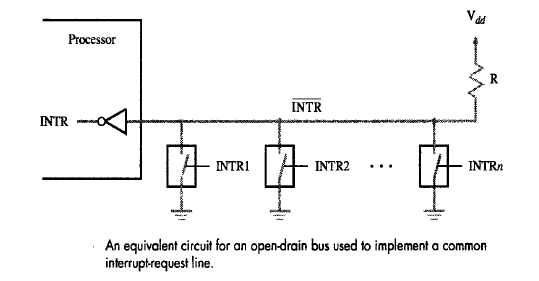 V_dd
Processor
R
INTR
INTR
INTR1
INTR2
• • •
INTRn
An equivalent circuit for an open-drain bus used to implement a common
interrupt-request line.